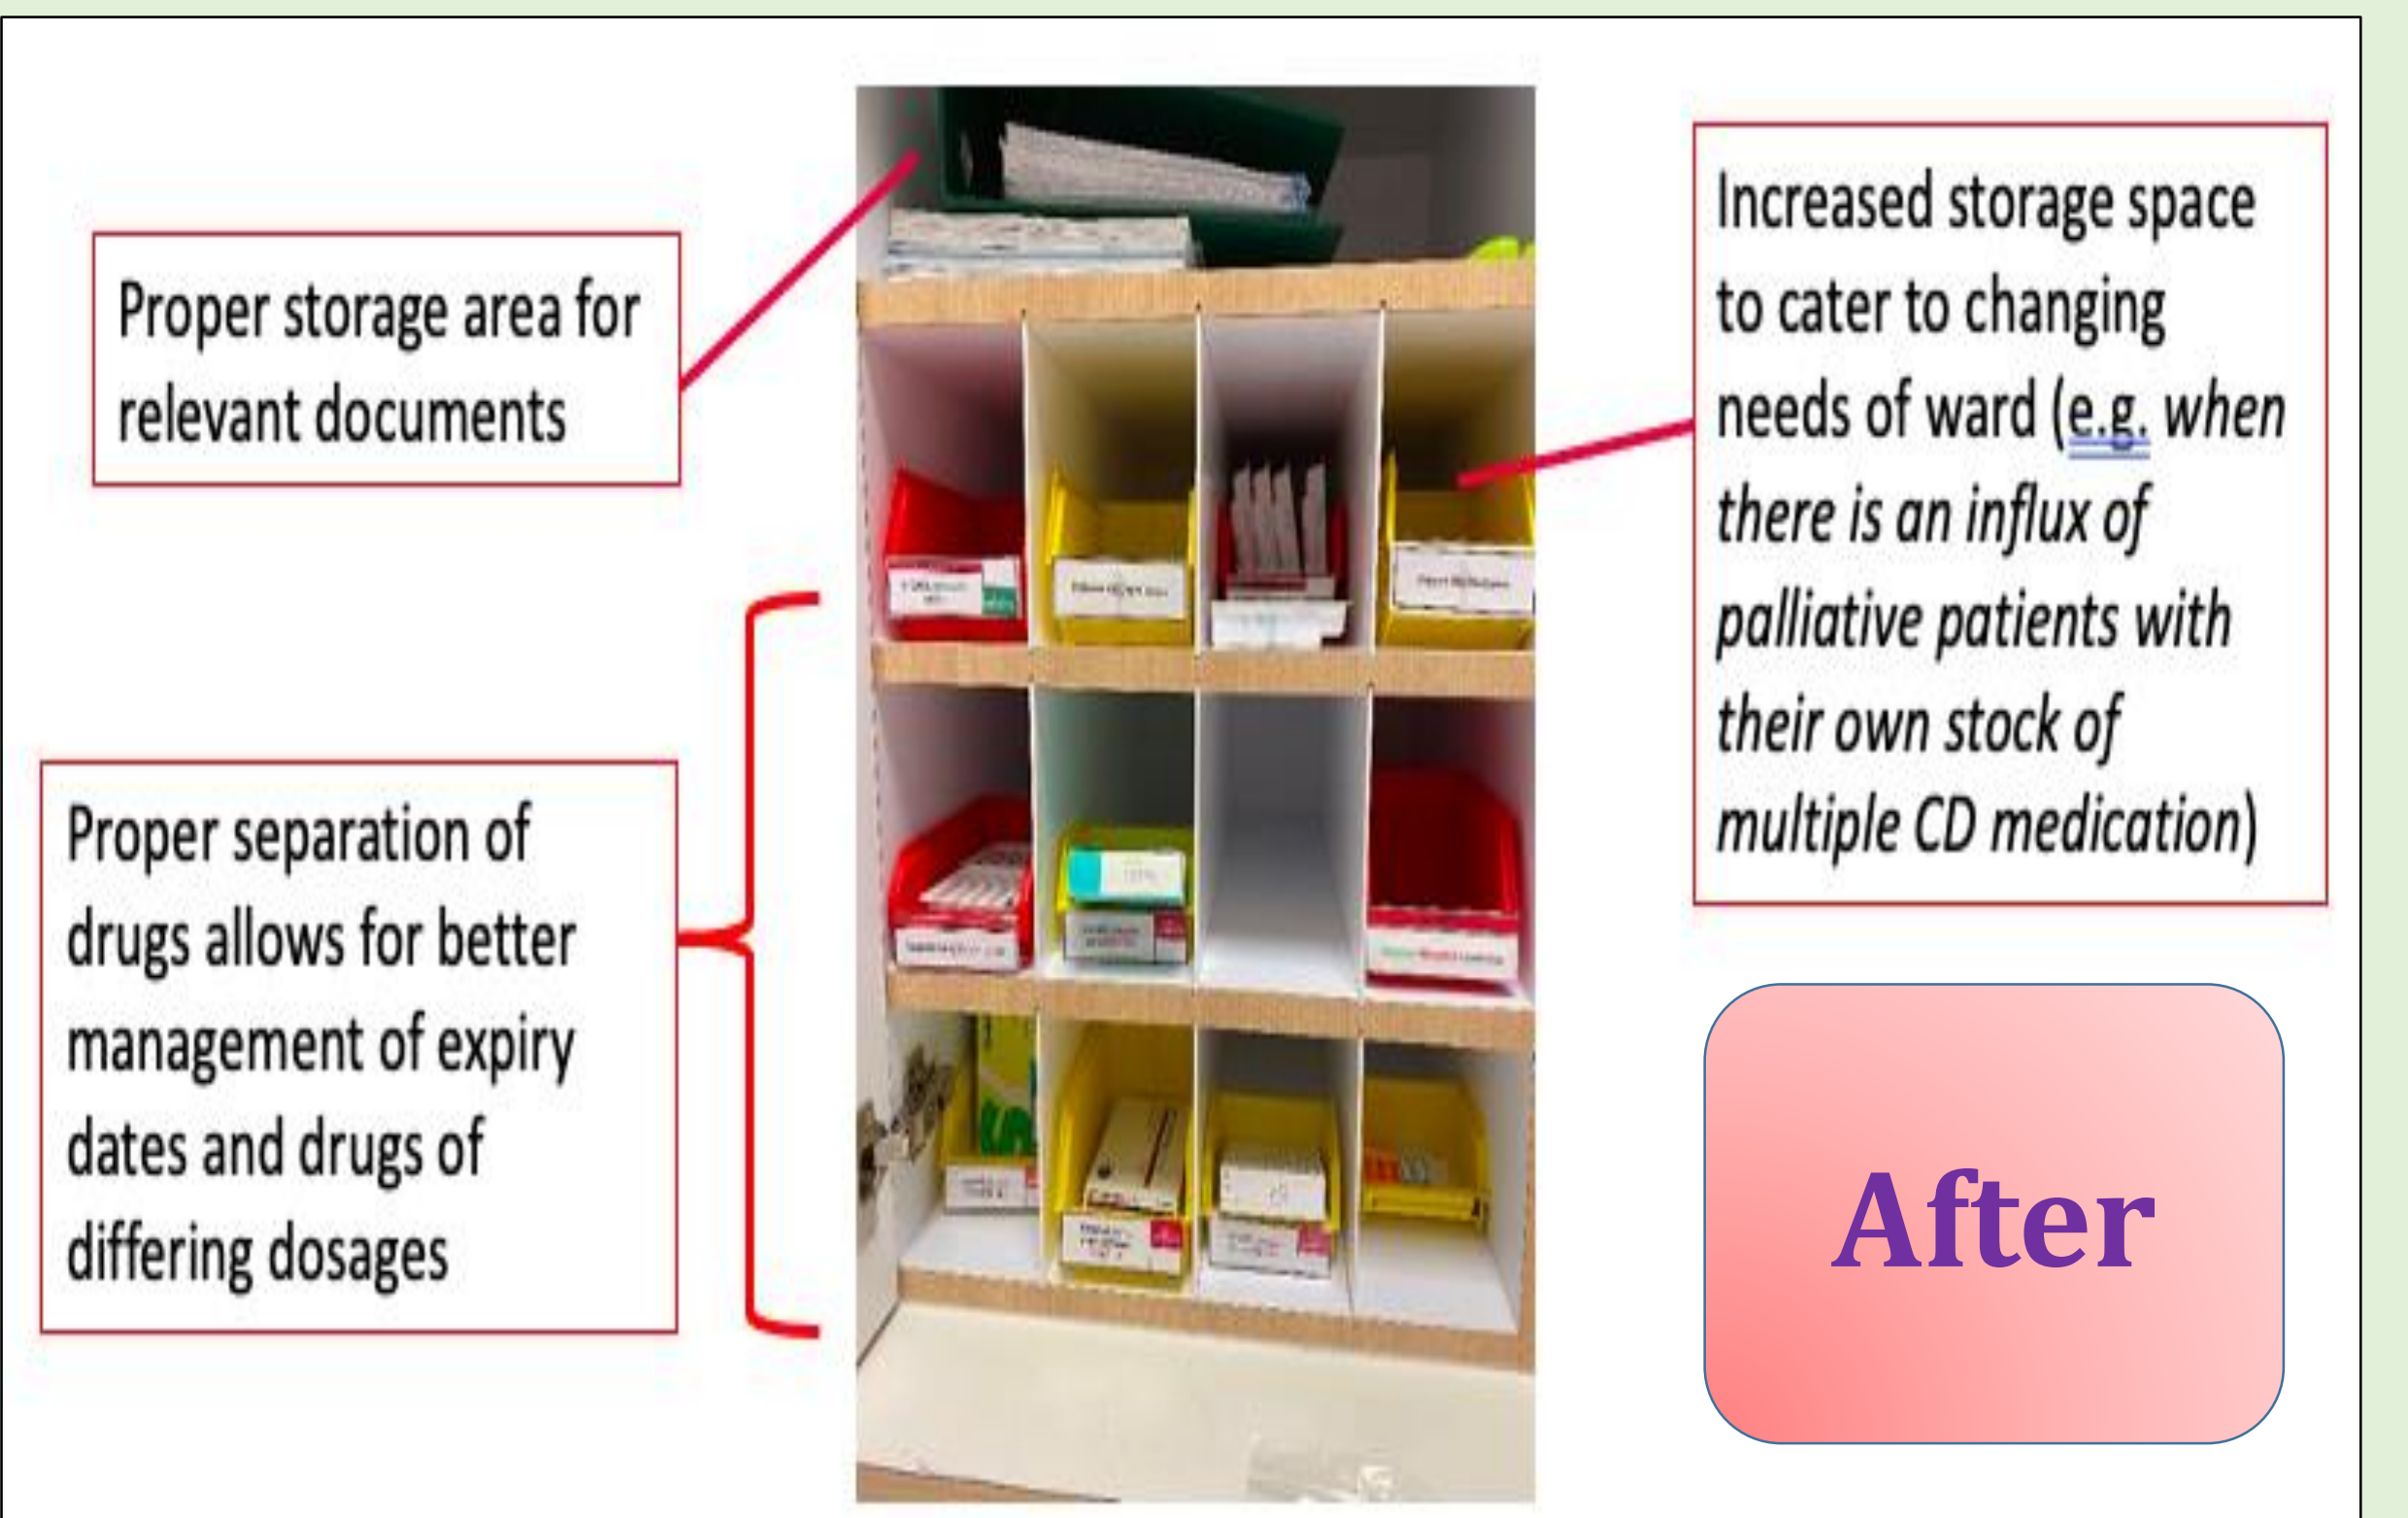 Proper storage area for
relevant documents
Proper separation of
drugs allows for better
management of expiry
dates and drugs of
differing dosages
Increased storage space
to cater to changing
needs of ward (e.g. when
there is an influx of
palliative patients with
their own stock of
multiple CD medication)
After